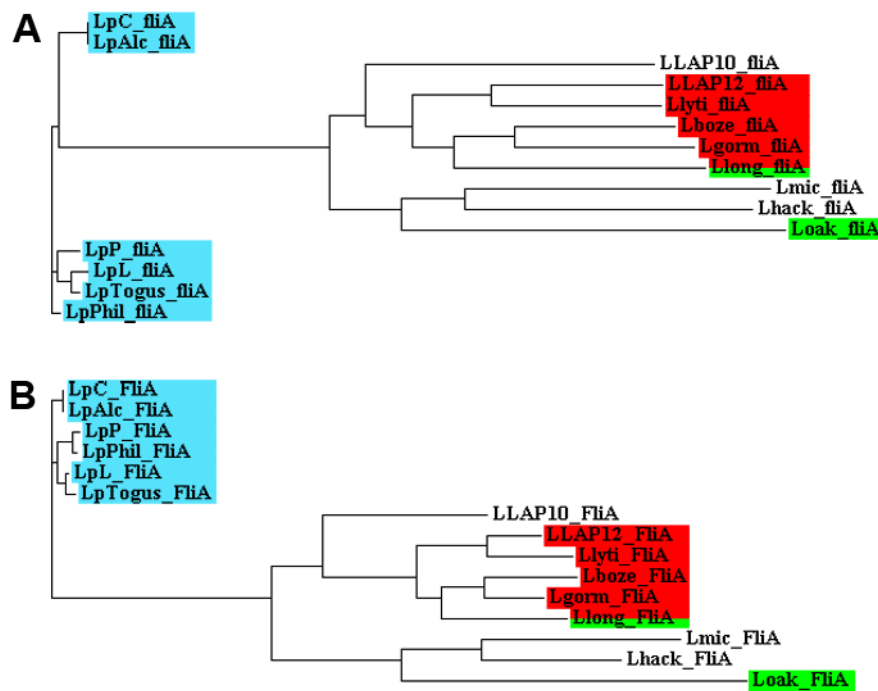 A
LpC_fliA
LpAlc_fliA
LLAP10_fliA
LLAP12_fliA
Llyti_fliA
Lboze_fliA
Lgorm_fliA
Llong_fliA
Lmic_fliA
Lhack_fliA
Loak_fliA
LpP_fliA
LpL_fliA
LpTogus_fliA
LpPhil_fliA
B
LpC_FliA
LpAlc_FliA
LpP_FliA
LpPhil_FliA
LpL_FliA
LpTogus_FliA
LLAP10_FliA
LLAP12_FliA
Llyti_FliA
Lboze_FliA
Lgorm_FliA
Llong_FliA
Lmic_FliA
Lhack_FliA
Loak_FliA